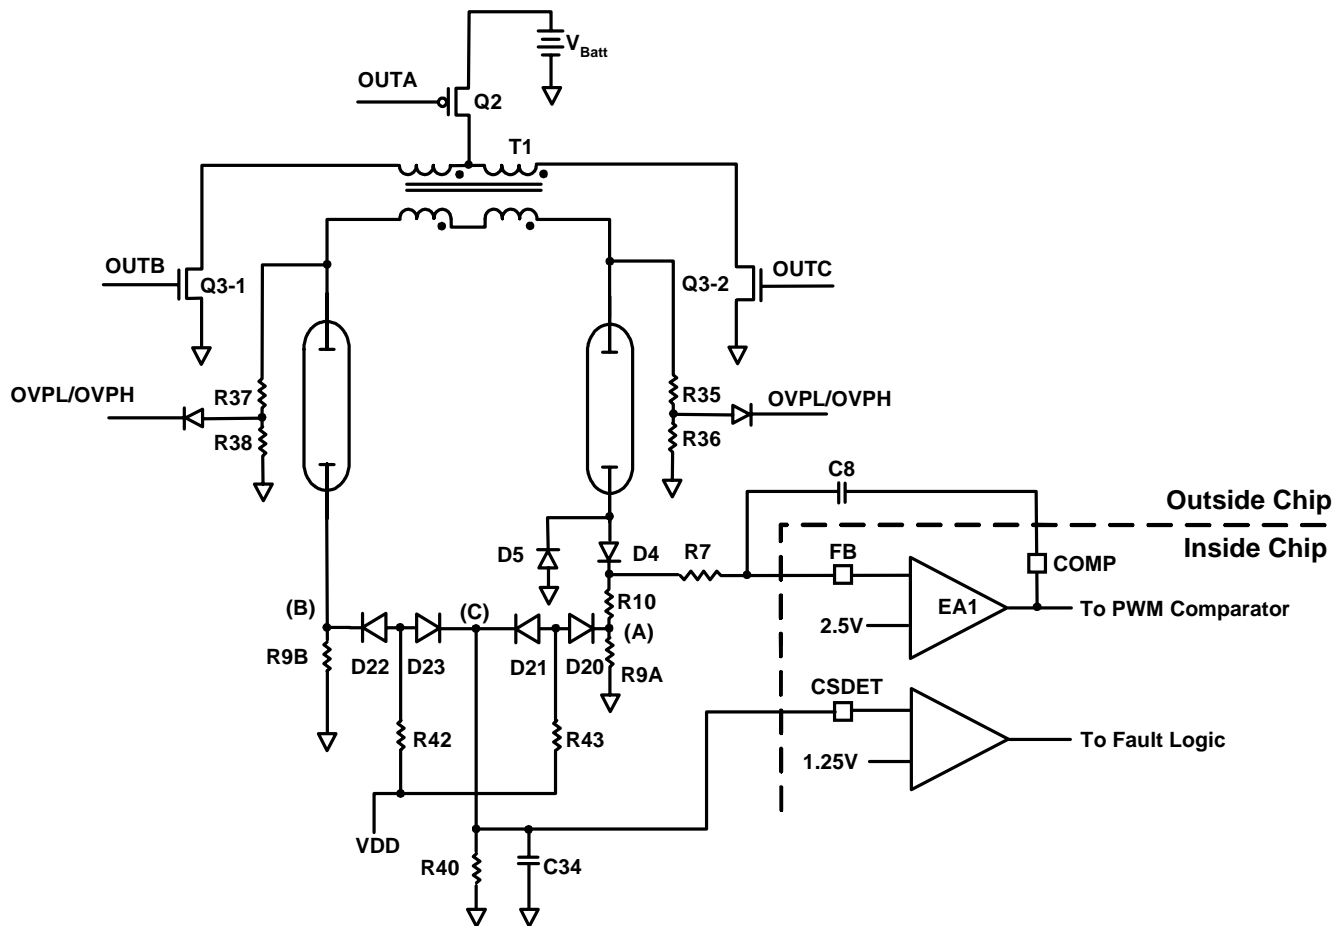 V Batt
OUTA
Q2
T1
OUTB
Q3-1
Q3-2
OUTC
OVPL/OVPH
R37
R38
R35
R36
OVPL/OVPH
C8
Outside Chip
Inside Chip
D5
D4
R7
FB
COMP
EA1
To PWM Comparator
2.5V
R10
(B)
(C)
(A)
R9B
D22
D23
D21
D20
R9A
CSDET
R42
R43
1.25V
To Fault Logic
VDD
R40
C34